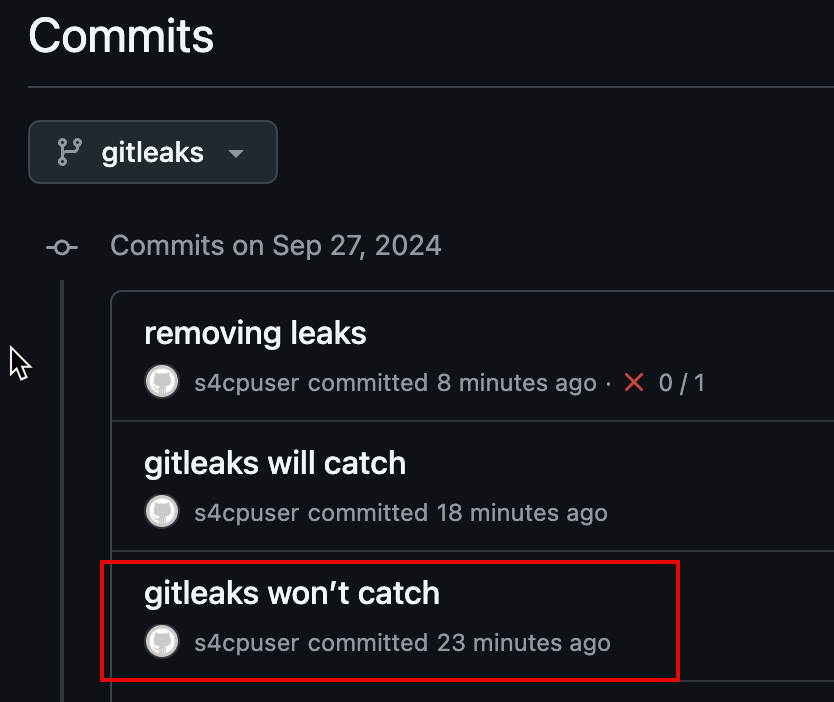 Commits
gitleaks
Commits on Sep 27, 2024
removing leaks
s4cpuser committed 8 minutes ago · ✕ 0 / 1
gitleaks will catch
s4cpuser committed 18 minutes ago
gitleaks won’t catch
s4cpuser committed 23 minutes ago